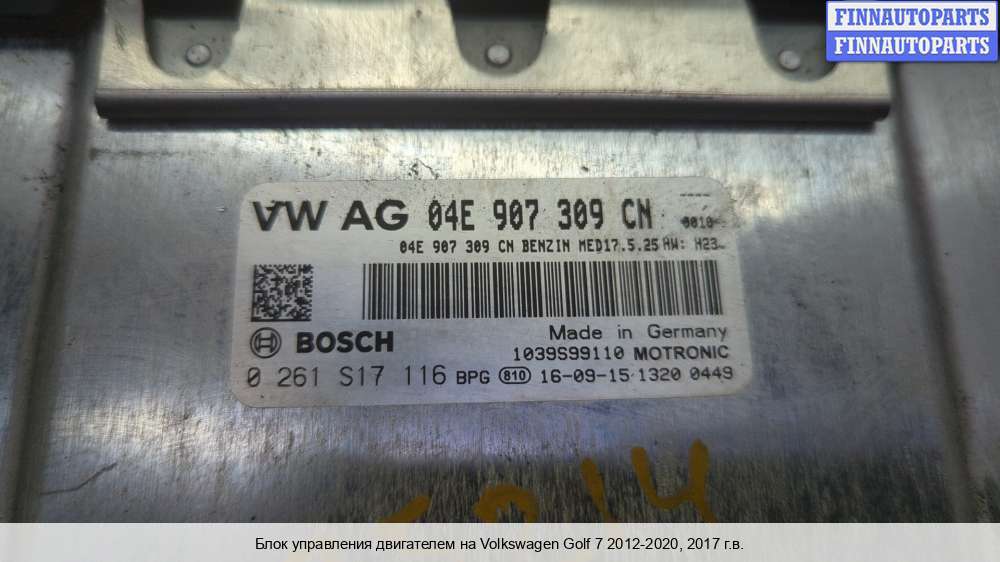 FINNAUTOPARTS
FINNAUTOPARTS
VW AG 04E 907 309 CN
0010
04E 907 309 CN BENZIN MED17.5.25 HW: H23
BOSCH
Made in Germany
1039S99110 MOTRONIC
0 261 S17 116 BPG 810 16-09-15 1320 0449
Блок управления двигателем на Volkswagen Golf 7 2012-2020, 2017 г.в.